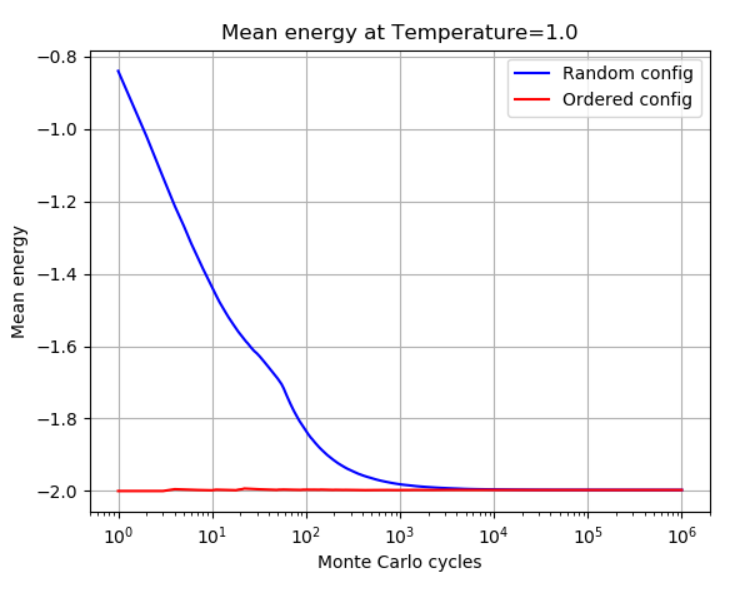 Mean energy at Temperature=1.0
Random config
Ordered config
Mean energy
−0.8
−1.0
−1.2
−1.4
−1.6
−1.8
−2.0
10⁰ 10¹ 10² 10³ 10⁴ 10⁵ 10⁶
Monte Carlo cycles